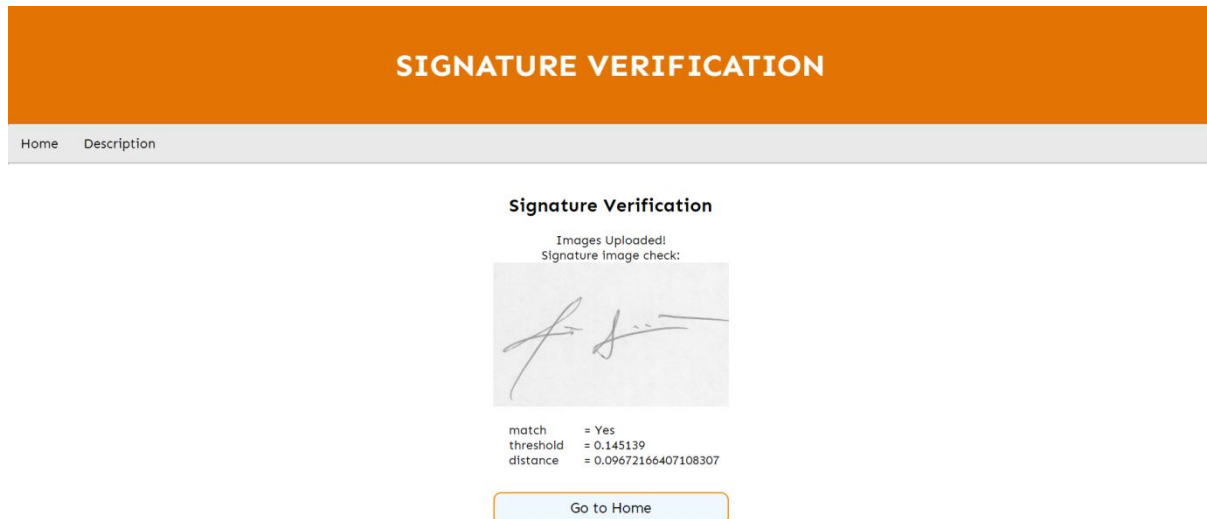 SIGNATURE VERIFICATION
Home Description
Signature Verification
Images Uploaded!
Signature image check:
match = Yes
threshold = 0.145139
distance = 0.09672166407108307
Go to Home